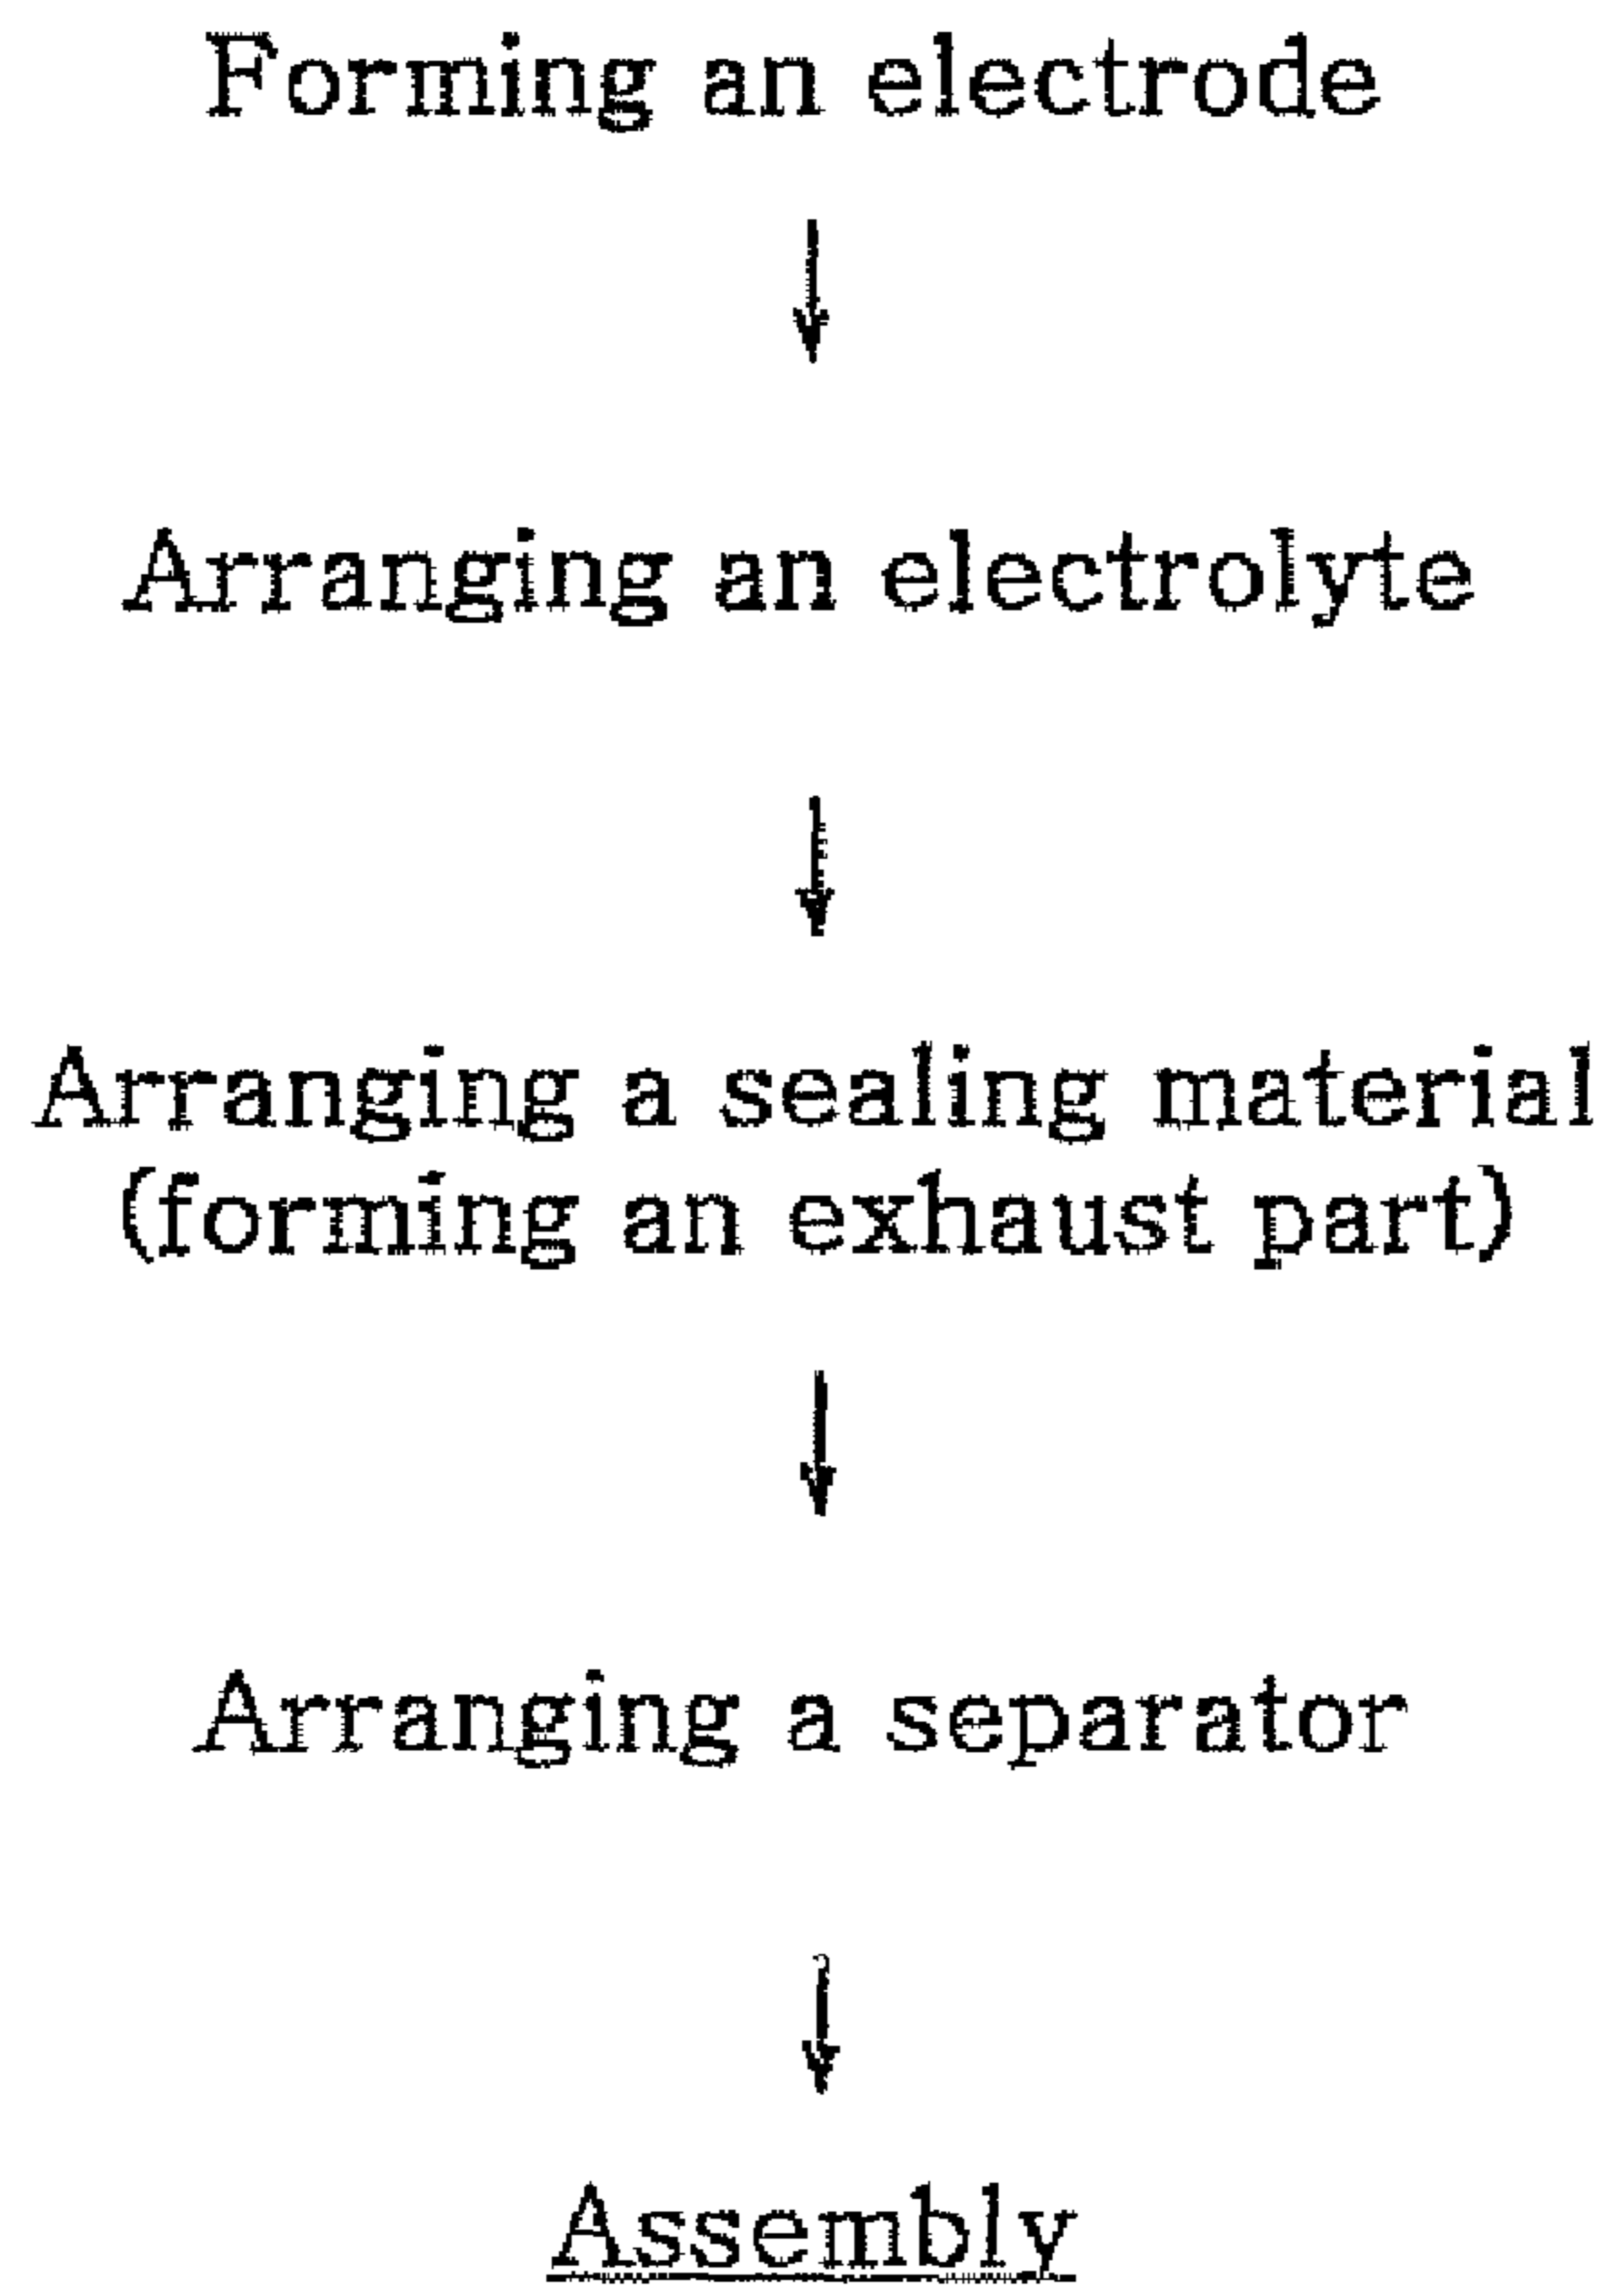 Forming an electrode
Arranging an electrolyte
Arranging a sealing material
(forming an exhaust part)
Arranging a separator
Assembly